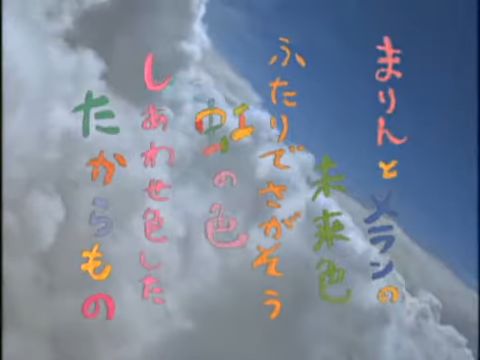 まりんとメランの
未来色
ふたりでさがそう
虹の色
しあわせ色した
たからもの